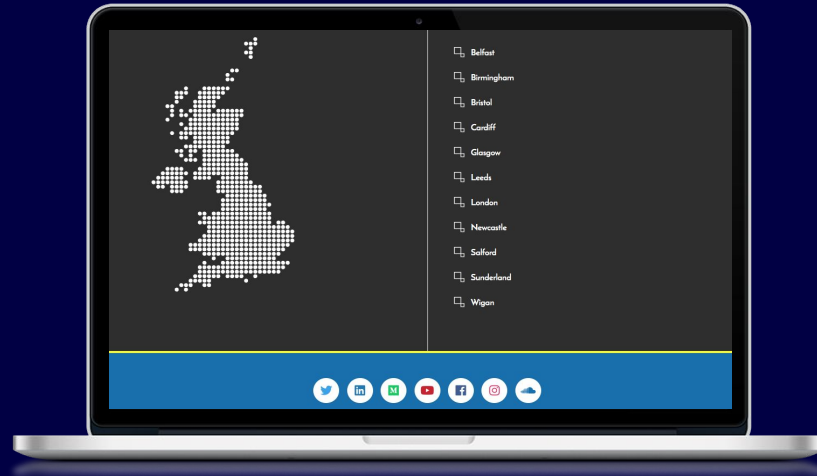 Belfast
Birmingham
Bristol
Cardiff
Glasgow
Leeds
London
Newcastle
Salford
Sunderland
Wigan